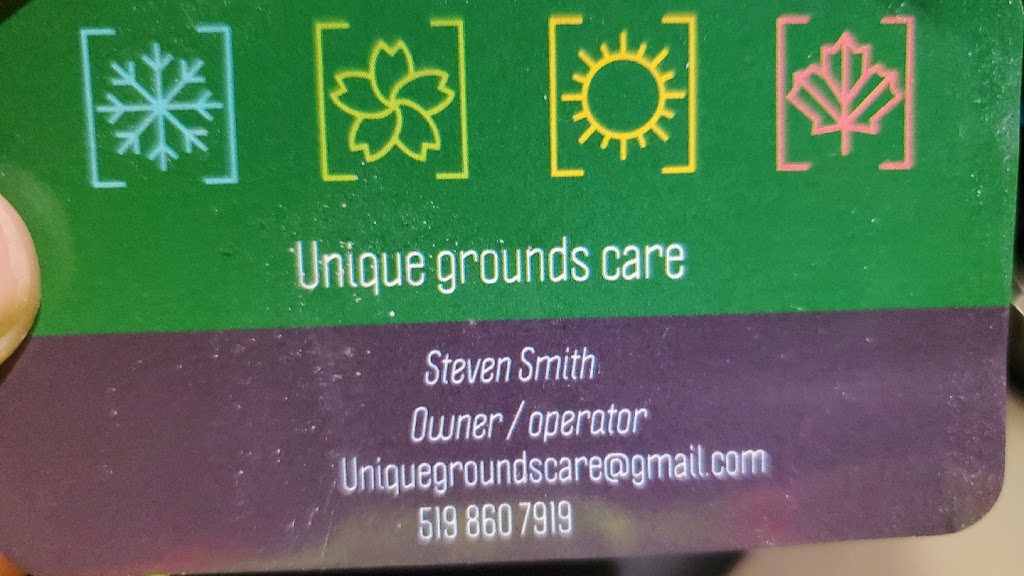 Unique grounds care
Steven Smith
Owner / operator
Uniquegroundscare@gmail.com
519 860 7919